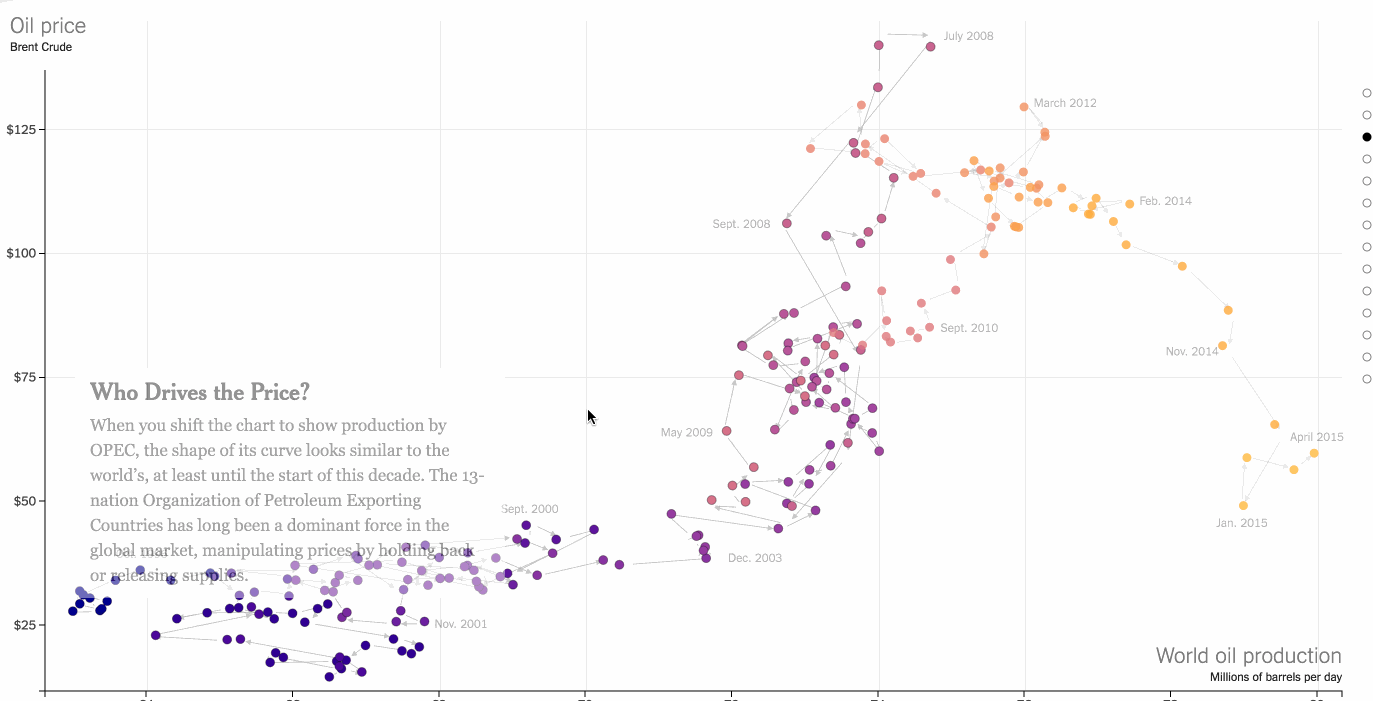 Oil price
Brent Crude
July 2008
March 2012
$125
Feb. 2014
Sept. 2008
$100
Sept. 2010
Nov. 2014
$75
Who Drives the Price?
When you shift the chart to show production by
OPEC, the shape of its curve looks similar to the
world's, at least until the start of this decade. The 13-
nation Organization of Petroleum Exporting
Countries has long been a dominant force in the
global market, manipulating prices by holding back
or releasing supplies.
May 2009
April 2015
$50
Sept. 2000
Jan. 2015
Dec. 2003
$25
Nov. 2001
World oil production
Millions of barrels per day